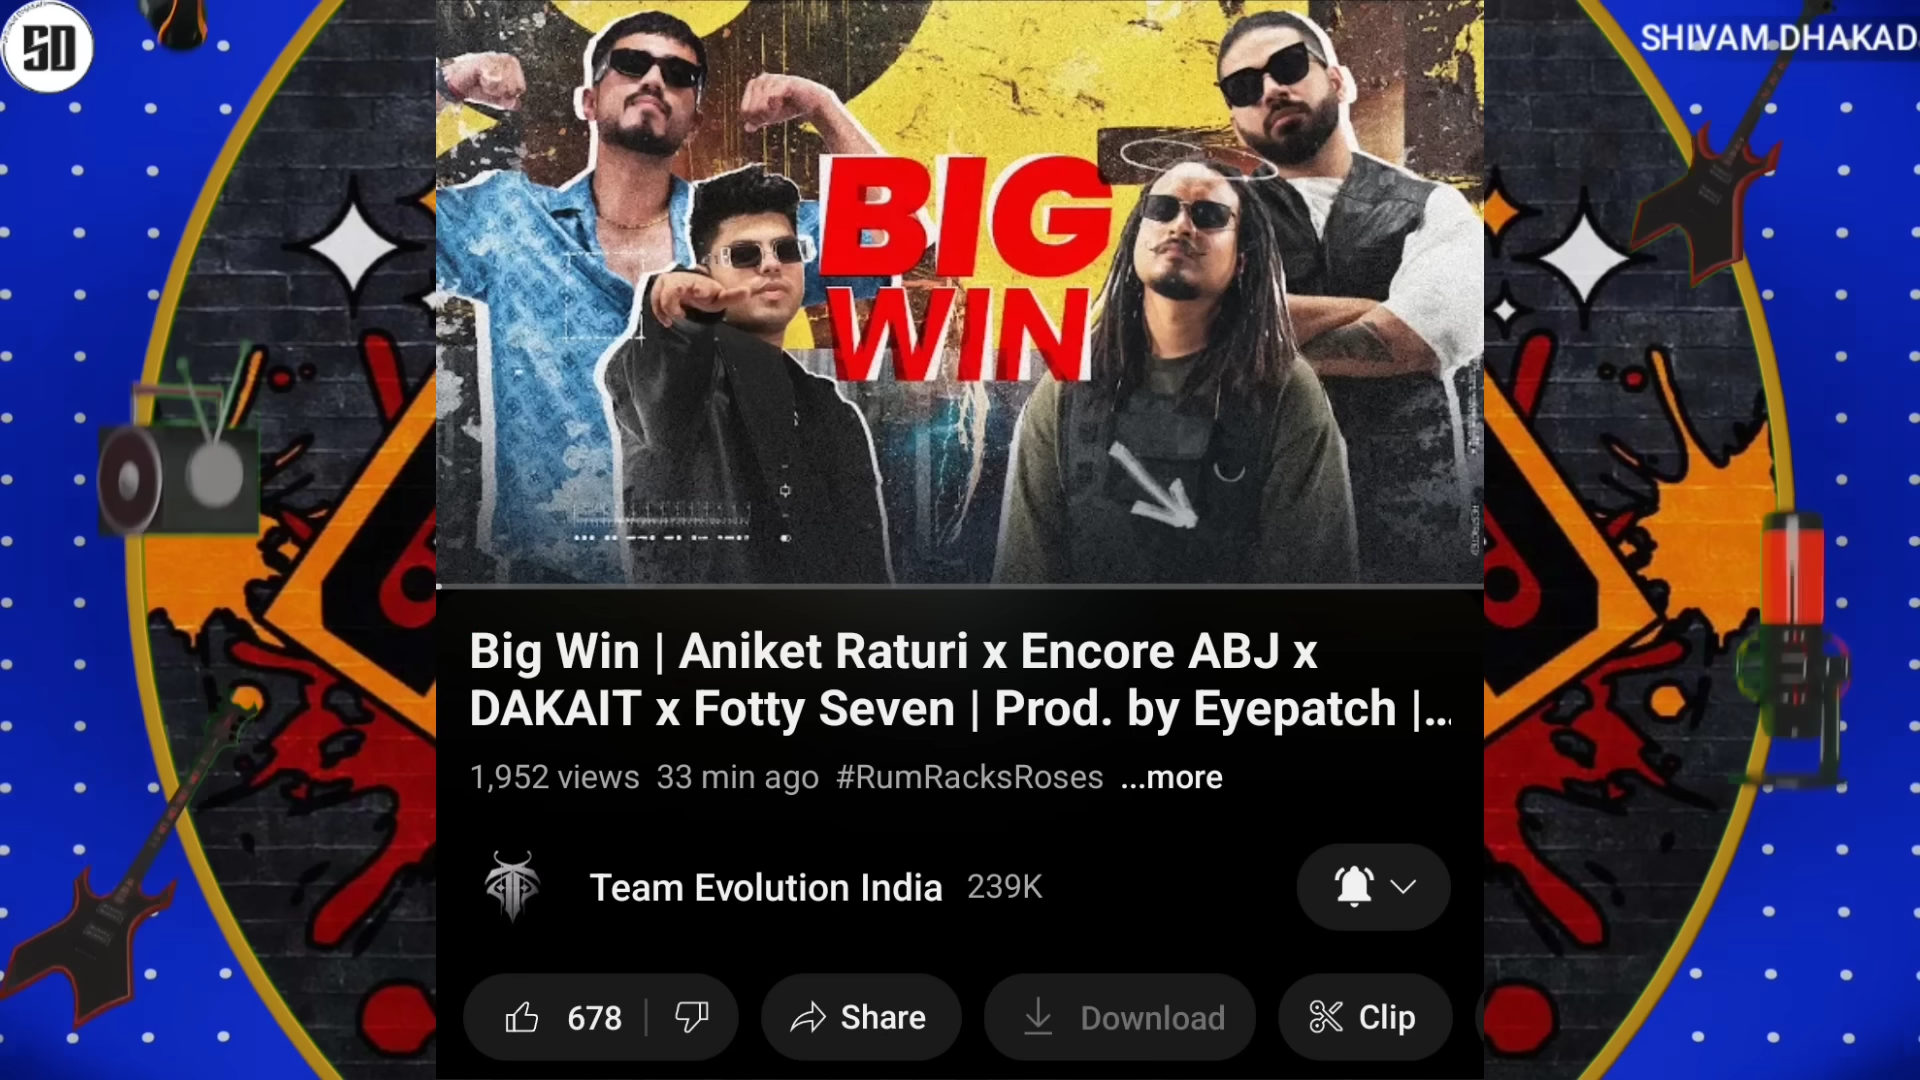 SD
SHIVAM DHAKAD
BIG
WIN
Big Win | Aniket Raturi x Encore ABJ x
DAKAIT x Fotty Seven | Prod. by Eyepatch |...
1,952 views 33 min ago #RumRacksRoses ...more
Team Evolution India 239K
678 Share Download Clip